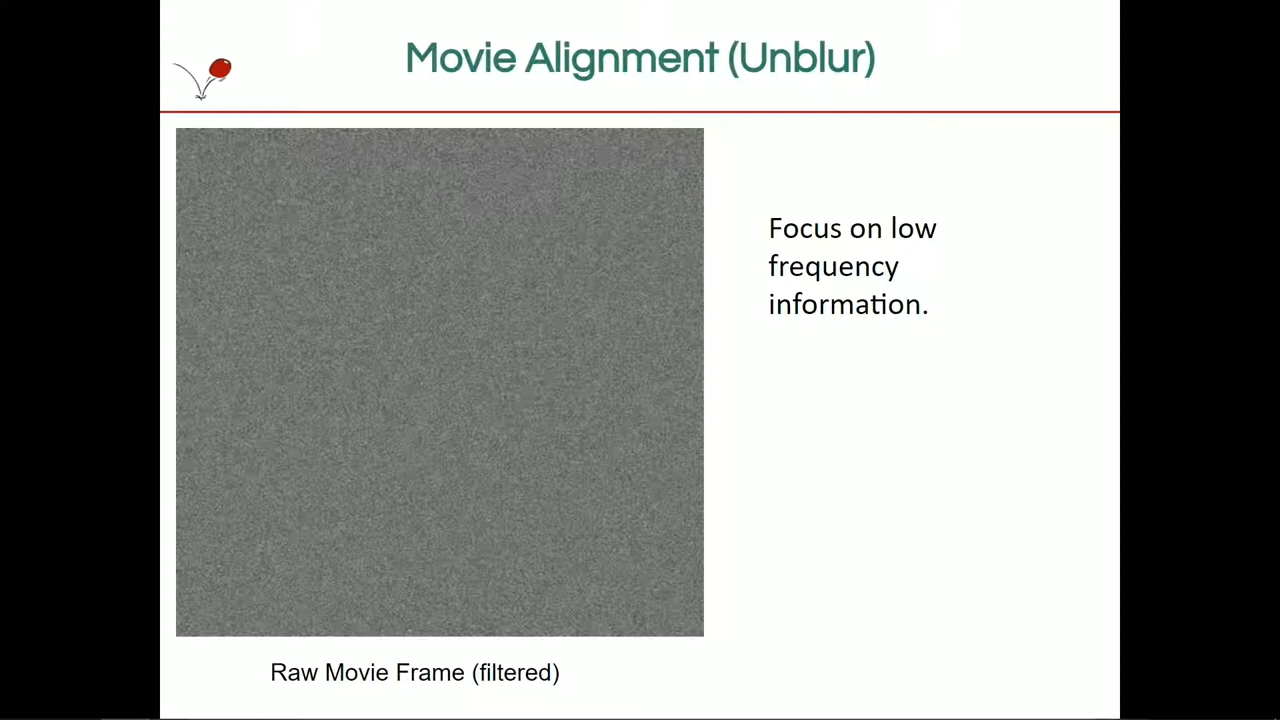 Movie Alignment (Unblur)
Focus on low
frequency
information.
Raw Movie Frame (filtered)